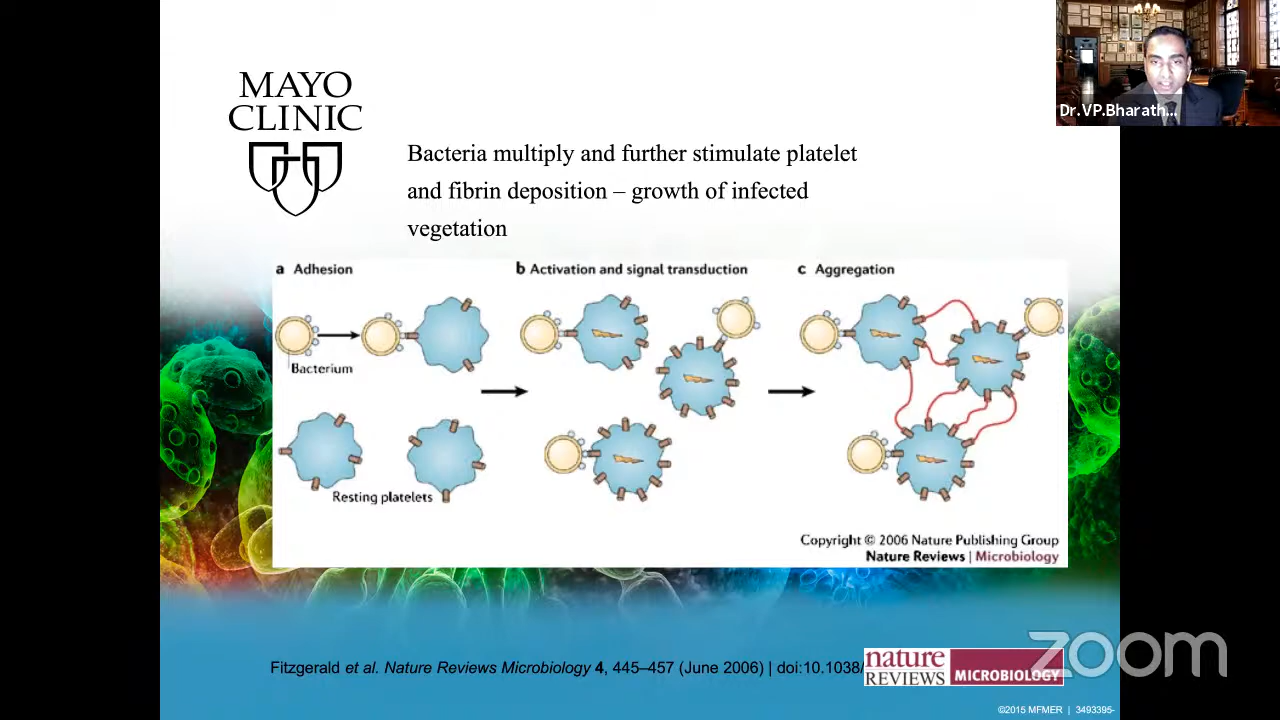 MAYO
CLINIC
Dr.VP.Bharath...
Bacteria multiply and further stimulate platelet
and fibrin deposition – growth of infected
vegetation
a Adhesion
b Activation and signal transduction
c Aggregation
Bacterium
Resting platelets
Copyright © 2006 Nature Publishing Group
Nature Reviews | Microbiology
Fitzgerald et al. Nature Reviews Microbiology 4, 445–457 (June 2006) | doi:10.1038/
nature
REVIEWS MICROBIOLOGY
zoom
©2015 MFMER | 3493395-